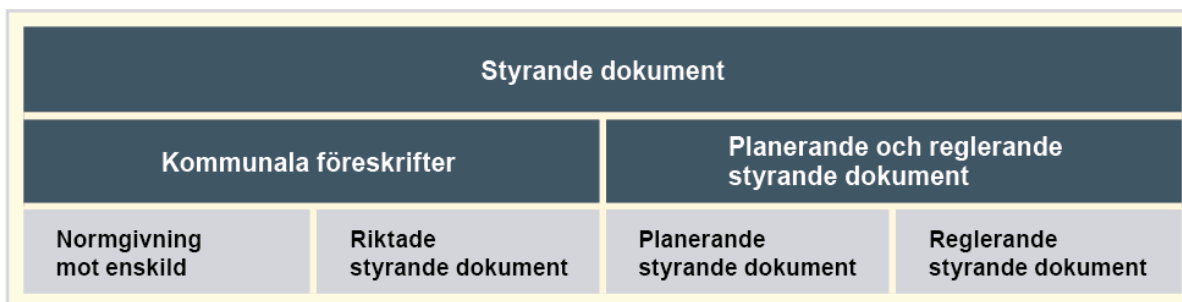 Styrande dokument
Kommunala föreskrifter
Planerande och reglerande
styrande dokument
Normgivning
mot enskild
Riktade
styrande dokument
Planerande
styrande dokument
Reglerande
styrande dokument